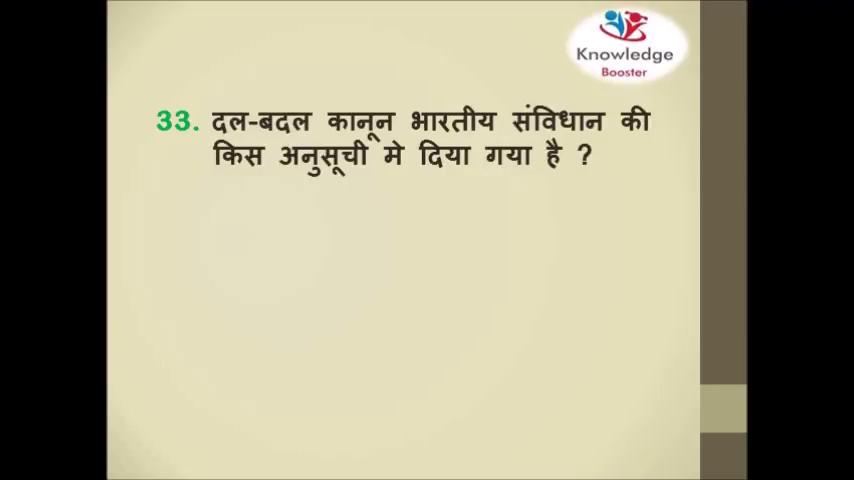 Knowledge
Booster
33. दल-बदल कानून भारतीय संविधान की
किस अनुसूची मे दिया गया है ?